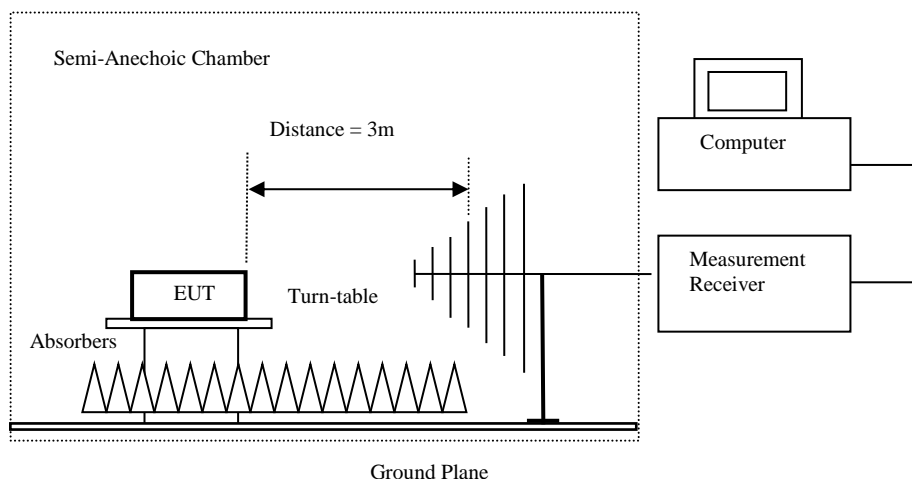 Semi-Anechoic Chamber
Distance = 3m
Computer
Measurement
Receiver
EUT
Turn-table
Absorbers
Ground Plane